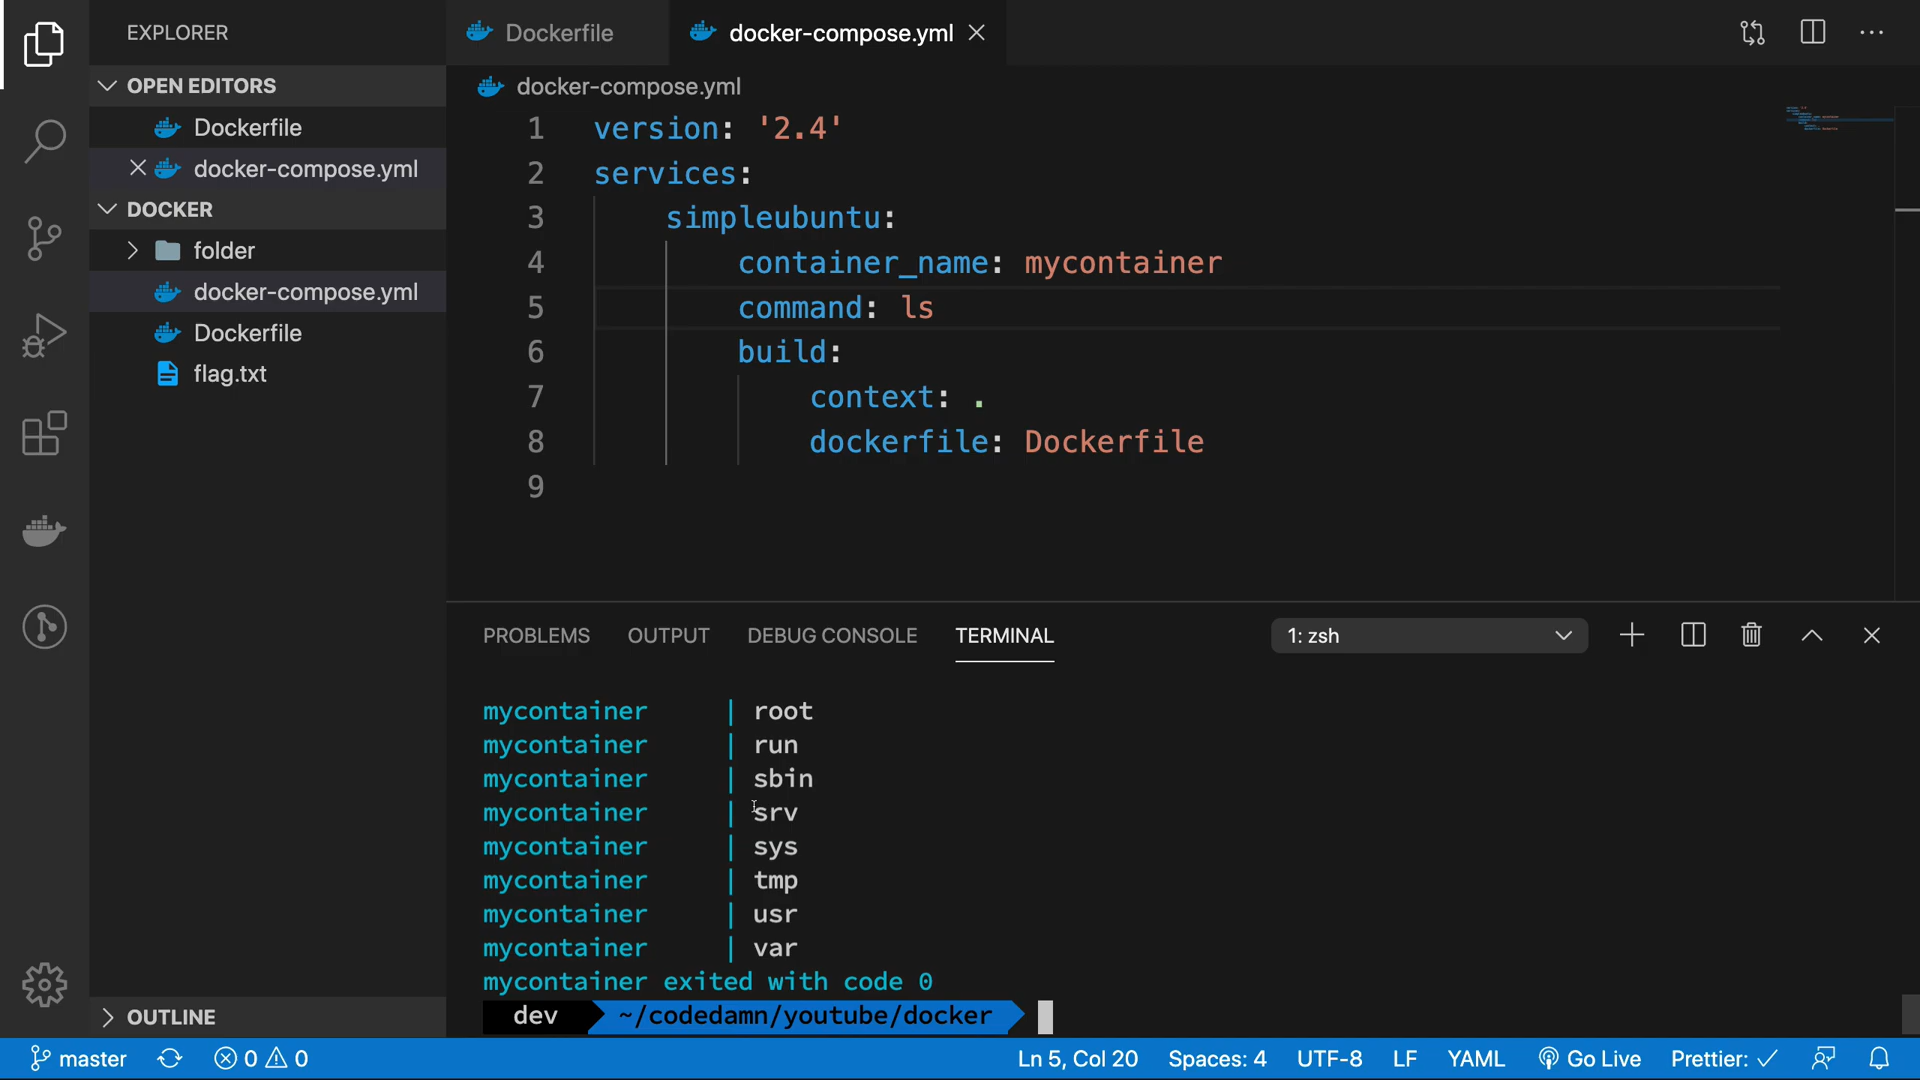 EXPLORER
OPEN EDITORS
Dockerfile
docker-compose.yml
DOCKER
folder
docker-compose.yml
Dockerfile
flag.txt
OUTLINE
Dockerfile
docker-compose.yml
docker-compose.yml
1 version: '2.4'
2 services:
3 simpleubuntu:
4 container_name: mycontainer
5 command: ls
6 build:
7 context: .
8 dockerfile: Dockerfile
9
PROBLEMS OUTPUT DEBUG CONSOLE TERMINAL 1: zsh
mycontainer | root
mycontainer | run
mycontainer | sbin
mycontainer | srv
mycontainer | sys
mycontainer | tmp
mycontainer | usr
mycontainer | var
mycontainer exited with code 0
dev ~/codedamn/youtube/docker
master 0 0 Ln 5, Col 20 Spaces: 4 UTF-8 LF YAML Go Live Prettier: ✓